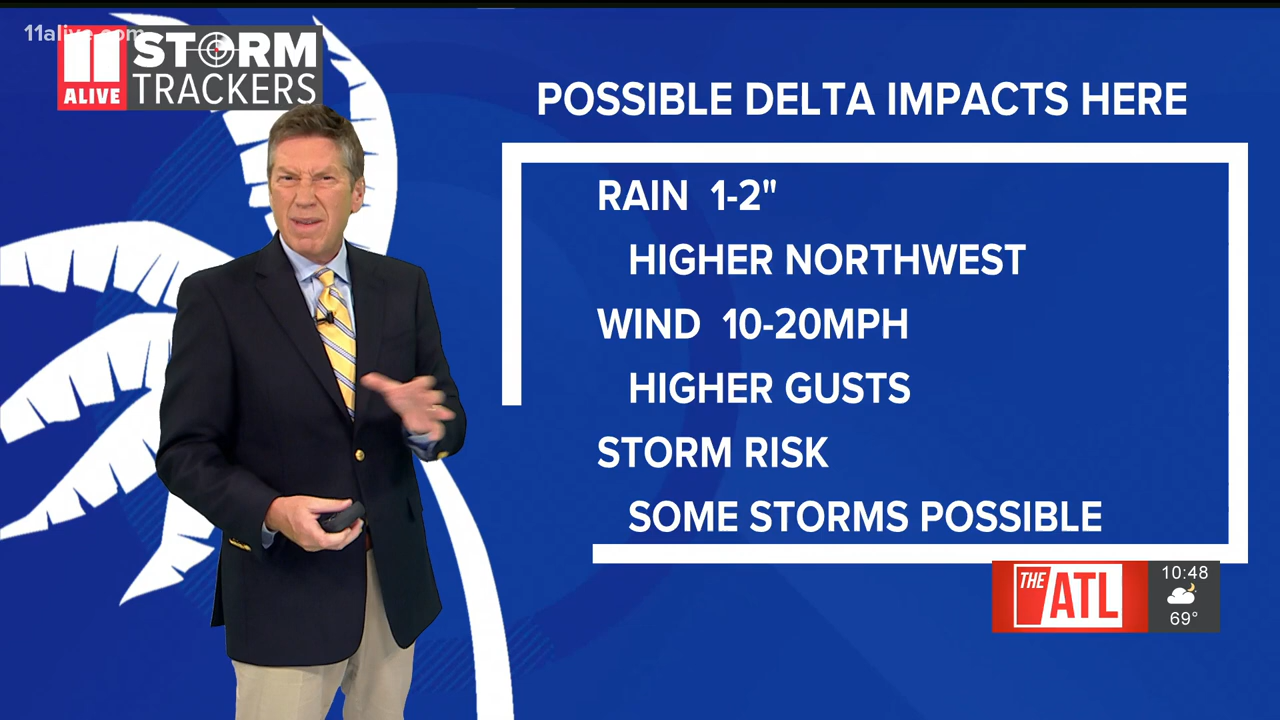 11alive.com
11 STORM
ALIVE TRACKERS
POSSIBLE DELTA IMPACTS HERE
RAIN 1-2"
HIGHER NORTHWEST
WIND 10-20MPH
HIGHER GUSTS
STORM RISK
SOME STORMS POSSIBLE
THE ATL
10:48
69°